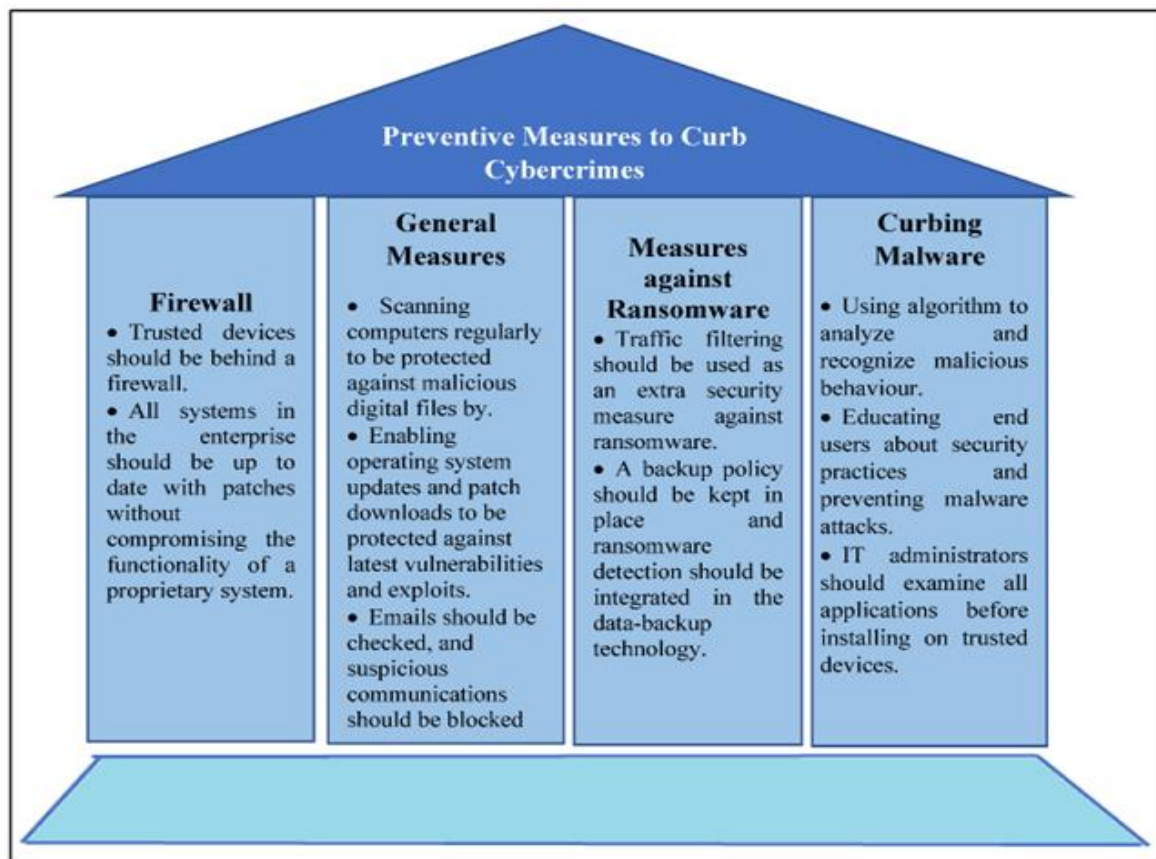 Preventive Measures to Curb
Cybercrimes
Firewall
• Trusted devices
should be behind a
firewall.
• All systems in
the enterprise
should be up to
date with patches
without
compromising the
functionality of a
proprietary system.
General
Measures
• Scanning
computers regularly
to be protected
against malicious
digital files by.
• Enabling
operating system
updates and patch
downloads to be
protected against
latest vulnerabilities
and exploits.
• Emails should be
checked, and
suspicious
communications
should be blocked
Measures
against
Ransomware
• Traffic filtering
should be used as
an extra security
measure against
ransomware.
• A backup policy
should be kept in
place and
ransomware
detection should be
integrated in the
data-backup
technology.
Curbing
Malware
• Using algorithm to
analyze and
recognize malicious
behaviour.
• Educating end
users about security
practices and
preventing malware
attacks.
• IT administrators
should examine all
applications before
installing on trusted
devices.